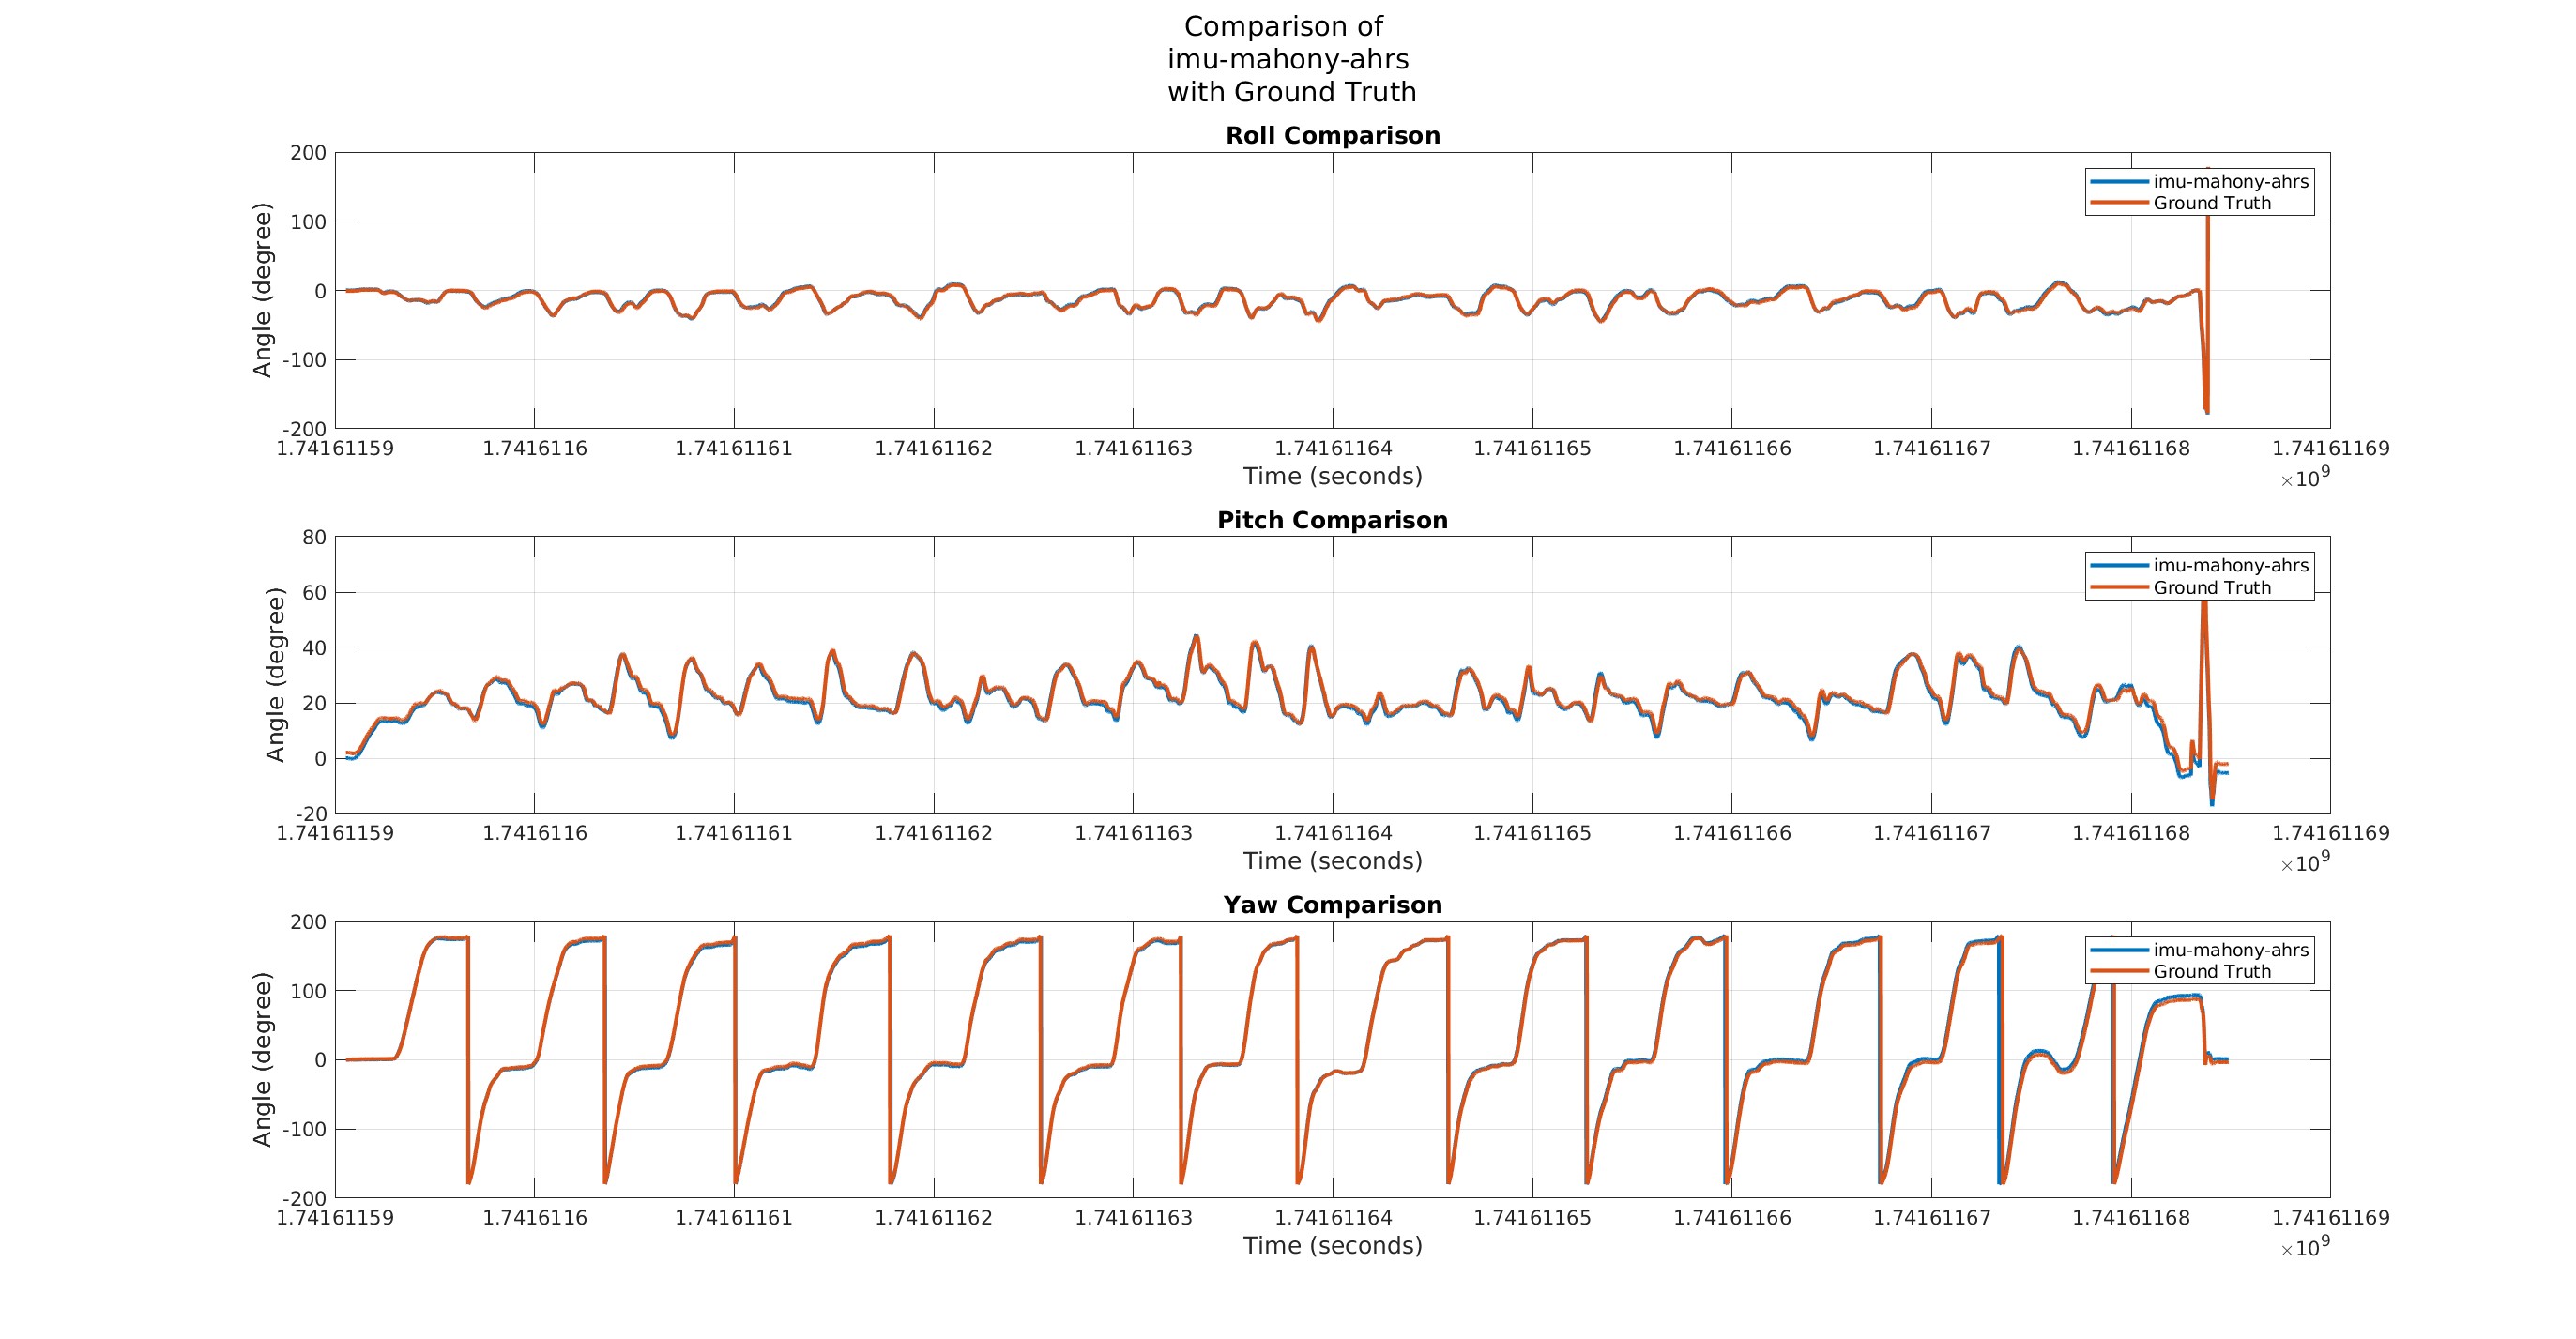 Comparison of
imu-mahony-ahrs
with Ground Truth
Roll Comparison
200
100
0
-100
-200
Angle (degree)
imu-mahony-ahrs
Ground Truth
1.74161159 1.7416116 1.74161161 1.74161162 1.74161163 1.74161164 1.74161165 1.74161166 1.74161167 1.74161168 1.74161169
Time (seconds)
×10⁹
Pitch Comparison
80
60
40
20
0
-20
Angle (degree)
imu-mahony-ahrs
Ground Truth
1.74161159 1.7416116 1.74161161 1.74161162 1.74161163 1.74161164 1.74161165 1.74161166 1.74161167 1.74161168 1.74161169
Time (seconds)
×10⁹
Yaw Comparison
200
100
0
-100
-200
Angle (degree)
imu-mahony-ahrs
Ground Truth
1.74161159 1.7416116 1.74161161 1.74161162 1.74161163 1.74161164 1.74161165 1.74161166 1.74161167 1.74161168 1.74161169
Time (seconds)
×10⁹